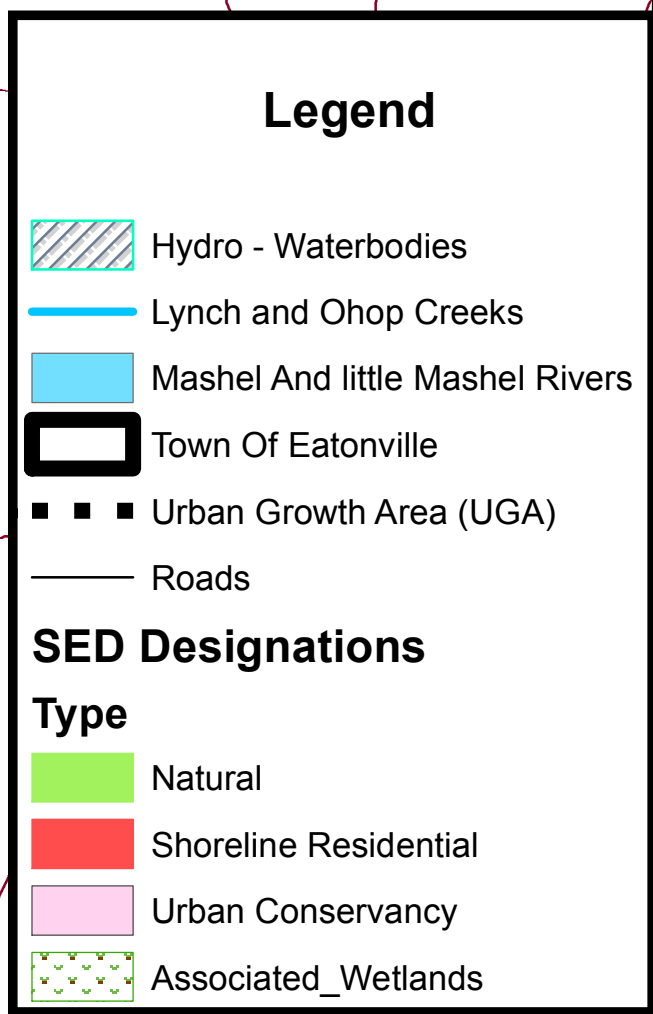 Legend
Hydro - Waterbodies
Lynch and Ohop Creeks
Mashel And little Mashel Rivers
Town Of Eatonville
Urban Growth Area (UGA)
Roads
SED Designations
Type
Natural
Shoreline Residential
Urban Conservancy
Associated_Wetlands